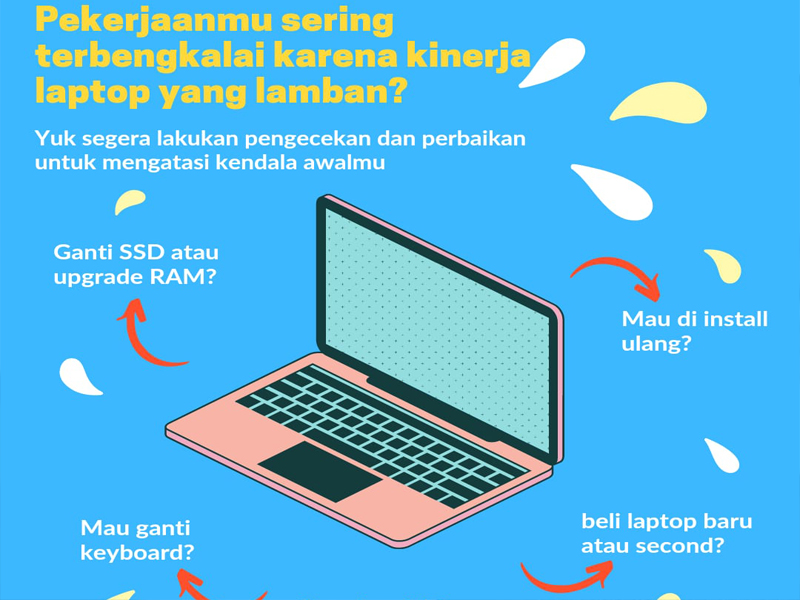 Pekerjaanmu sering
terbengkalai karena kinerja
laptop yang lamban?
Yuk segera lakukan pengecekan dan perbaikan
untuk mengatasi kendala awalmu
Ganti SSD atau
upgrade RAM?
Mau di install
ulang?
Mau ganti
keyboard?
beli laptop baru
atau second?